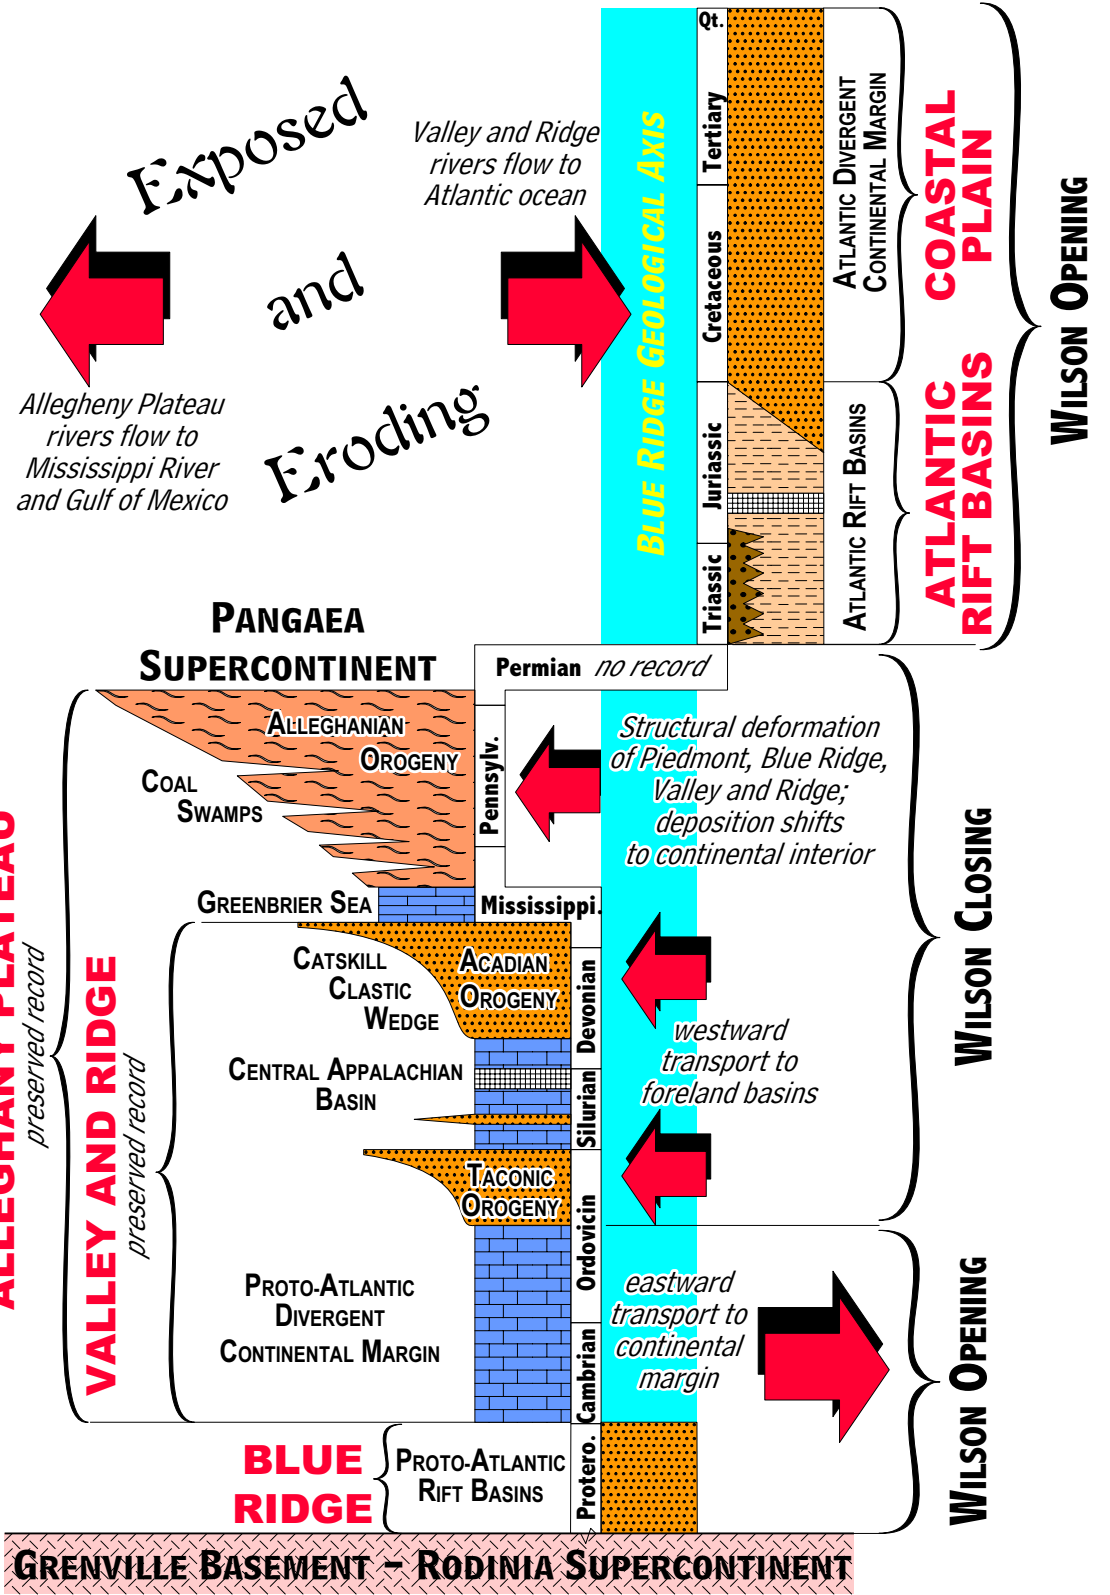 Exposed
and
Eroding
Valley and Ridge
rivers flow to
Atlantic ocean
Allegheny Plateau
rivers flow to
Mississippi River
and Gulf of Mexico
BLUE RIDGE GEOLOGICAL AXIS
Qt.
Tertiary
Cretaceous
Juriassic
Triassic
ATLANTIC DIVERGENT
CONTINENTAL MARGIN
ATLANTIC RIFT BASINS
COASTAL
PLAIN
ATLANTIC
RIFT BASINS
WILSON OPENING
PANGAEA
SUPERCONTINENT
Permian no record
ALLEGHANIAN
OROGENY
COAL
SWAMPS
Pennsylv.
Structural deformation
of Piedmont, Blue Ridge,
Valley and Ridge;
deposition shifts
to continental interior
GREENBRIER SEA
Mississippi.
CATSKILL
CLASTIC
WEDGE
ACADIAN
OROGENY
Devonian
westward
transport to
foreland basins
CENTRAL APPALACHIAN
BASIN
Silurian
TACONIC
OROGENY
Ordovicin
WILSON CLOSING
ALLEGHANY PLATEAU
preserved record
VALLEY AND RIDGE
preserved record
PROTO-ATLANTIC
DIVERGENT
CONTINENTAL MARGIN
Cambrian
eastward
transport to
continental
margin
WILSON OPENING
BLUE
RIDGE
PROTO-ATLANTIC
RIFT BASINS
Protero.
GRENVILLE BASEMENT – RODINIA SUPERCONTINENT